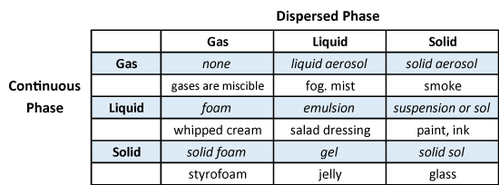 Dispersed Phase
Gas Liquid Solid
Gas none liquid aerosol solid aerosol
gases are miscible fog. mist smoke
Continuous Phase
Liquid foam emulsion suspension or sol
whipped cream salad dressing paint, ink
Solid solid foam gel solid sol
styrofoam jelly glass